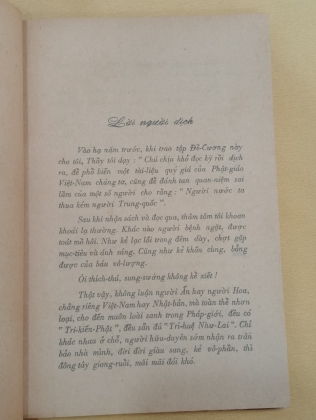 Lời người dịch
Vào hạ năm trước, khi trao tập Đề-Cương này
cho tôi, Thầy tôi dạy : " Chú chịu khó đọc kỹ rồi dịch
ra, để phổ biến một tài-liệu quý giá của Phật-giáo
Việt-Nam chúng ta, cũng để đánh tan quan-niệm sai
lầm của một số người cho rằng : " Người nước ta
thua kém người Trung-quốc ".
Sau khi nhận sách và đọc qua, thâm tâm tôi khoan
khoái lạ thường. Khác nào người bệnh ngặt, được
toát mồ hôi. Như kẻ lạc lối trong đêm dày, chợt gặp
mục-tiêu và ánh sáng. Cũng như kẻ khốn cùng, bỗng
được của báu vô-lượng.
Ôi thích-thú, sung-sướng không kể xiết !
Thật vậy, không luận người Ấn hay người Hoa,
chẳng riêng Việt-Nam hay Nhật-bản, mà toàn thể nhơn
loại, cho đến muôn loài sanh trong Pháp-giới, đều có
" Tri-kiến-Phật ", đều sẵn đủ " Trí-huệ Như-Lai ". Chỉ
khác nhau ở chỗ, người hữu-duyên sớm nhận ra trân
bảo nhà mình, đời đời giàu sang, kẻ vô-phần, thì
đông tây giong-ruổi, mãi mãi đói khổ.